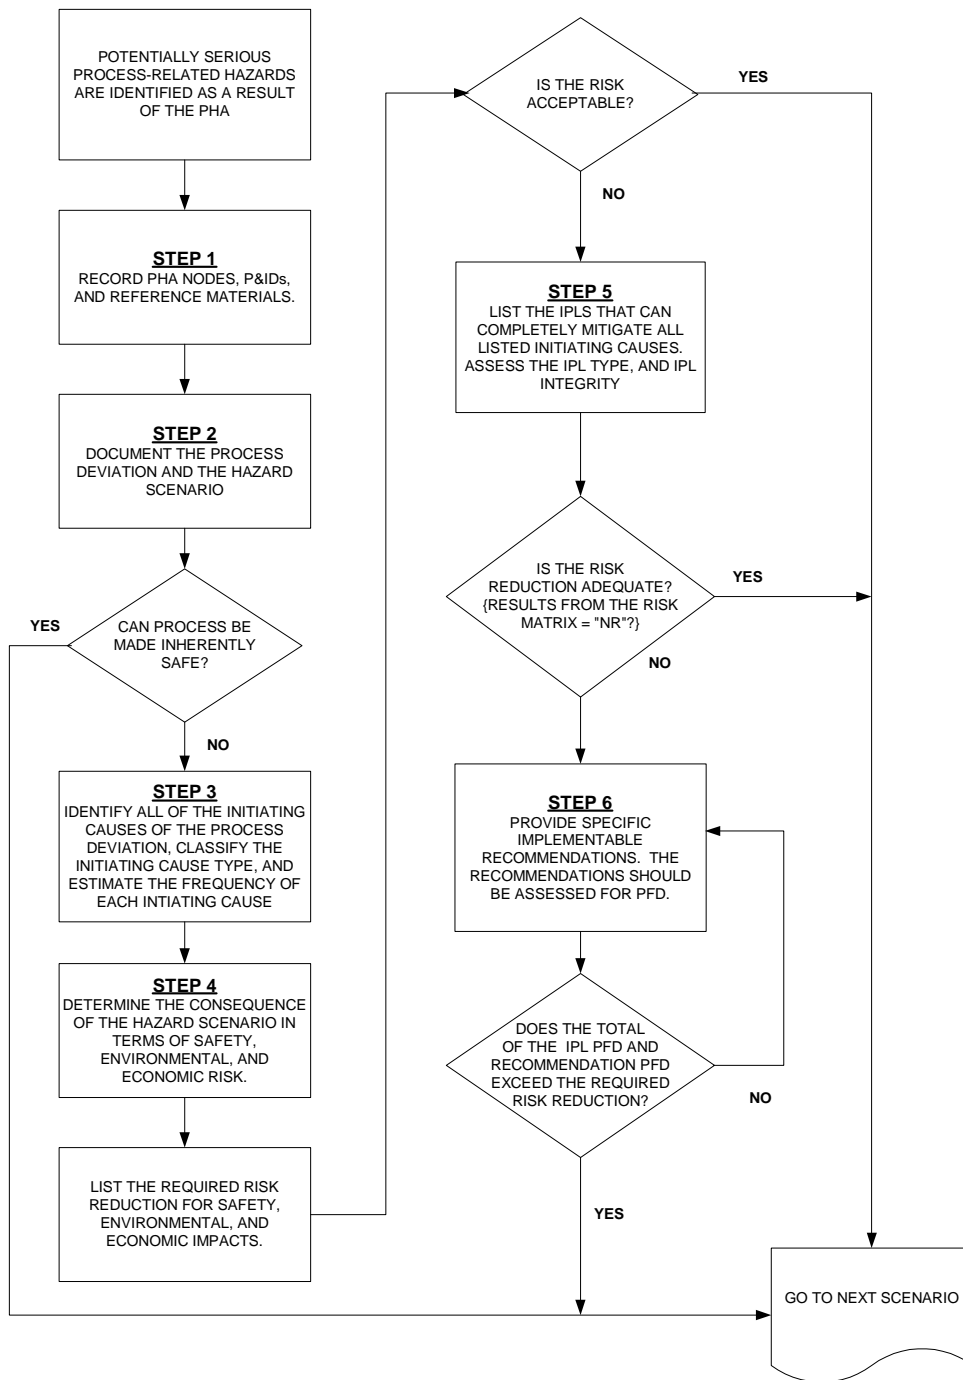 POTENTIALLY SERIOUS
PROCESS-RELATED HAZARDS
ARE IDENTIFIED AS A RESULT
OF THE PHA
STEP 1
RECORD PHA NODES, P&IDs,
AND REFERENCE MATERIALS.
STEP 2
DOCUMENT THE PROCESS
DEVIATION AND THE HAZARD
SCENARIO
YES
CAN PROCESS BE
MADE INHERENTLY
SAFE?
NO
STEP 3
IDENTIFY ALL OF THE INITIATING
CAUSES OF THE PROCESS
DEVIATION, CLASSIFY THE
INITIATING CAUSE TYPE, AND
ESTIMATE THE FREQUENCY OF
EACH INTIATING CAUSE
STEP 4
DETERMINE THE CONSEQUENCE
OF THE HAZARD SCENARIO IN
TERMS OF SAFETY,
ENVIRONMENTAL, AND
ECONOMIC RISK.
LIST THE REQUIRED RISK
REDUCTION FOR SAFETY,
ENVIRONMENTAL, AND
ECONOMIC IMPACTS.
IS THE RISK
ACCEPTABLE?
YES
NO
STEP 5
LIST THE IPLS THAT CAN
COMPLETELY MITIGATE ALL
LISTED INITIATING CAUSES.
ASSESS THE IPL TYPE, AND IPL
INTEGRITY
IS THE RISK
REDUCTION ADEQUATE?
{RESULTS FROM THE RISK
MATRIX = "NR"?}
YES
NO
STEP 6
PROVIDE SPECIFIC
IMPLEMENTABLE
RECOMMENDATIONS. THE
RECOMMENDATIONS SHOULD
BE ASSESSED FOR PFD.
DOES THE TOTAL
OF THE IPL PFD AND
RECOMMENDATION PFD
EXCEED THE REQUIRED
RISK REDUCTION?
NO
YES
GO TO NEXT SCENARIO